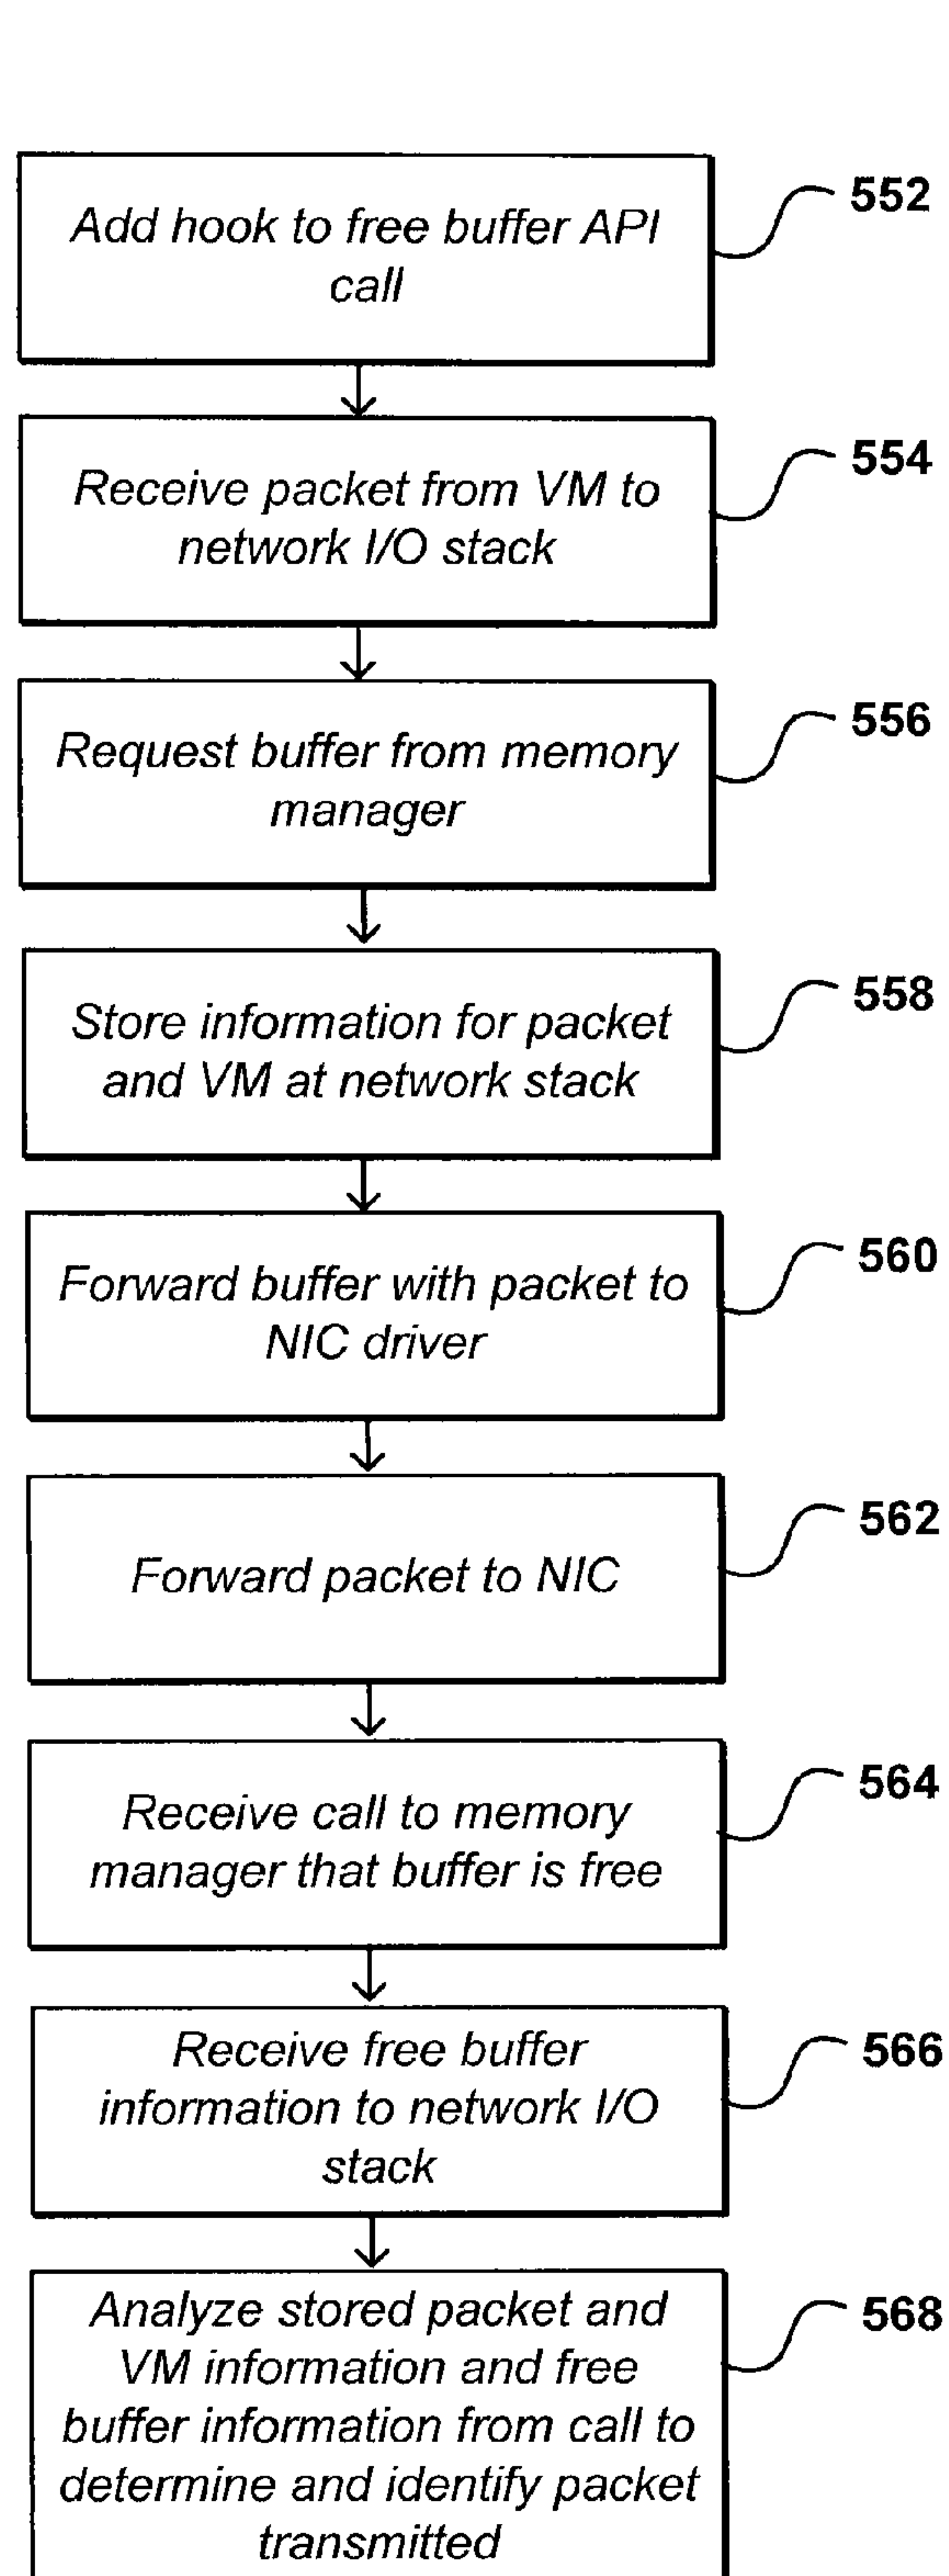 Add hook to free buffer API
call
552
Receive packet from VM to
network I/O stack
554
Request buffer from memory
manager
556
Store information for packet
and VM at network stack
558
Forward buffer with packet to
NIC driver
560
Forward packet to NIC
562
Receive call to memory
manager that buffer is free
564
Receive free buffer
information to network I/O
stack
566
Analyze stored packet and
VM information and free
buffer information from call to
determine and identify packet
transmitted
568